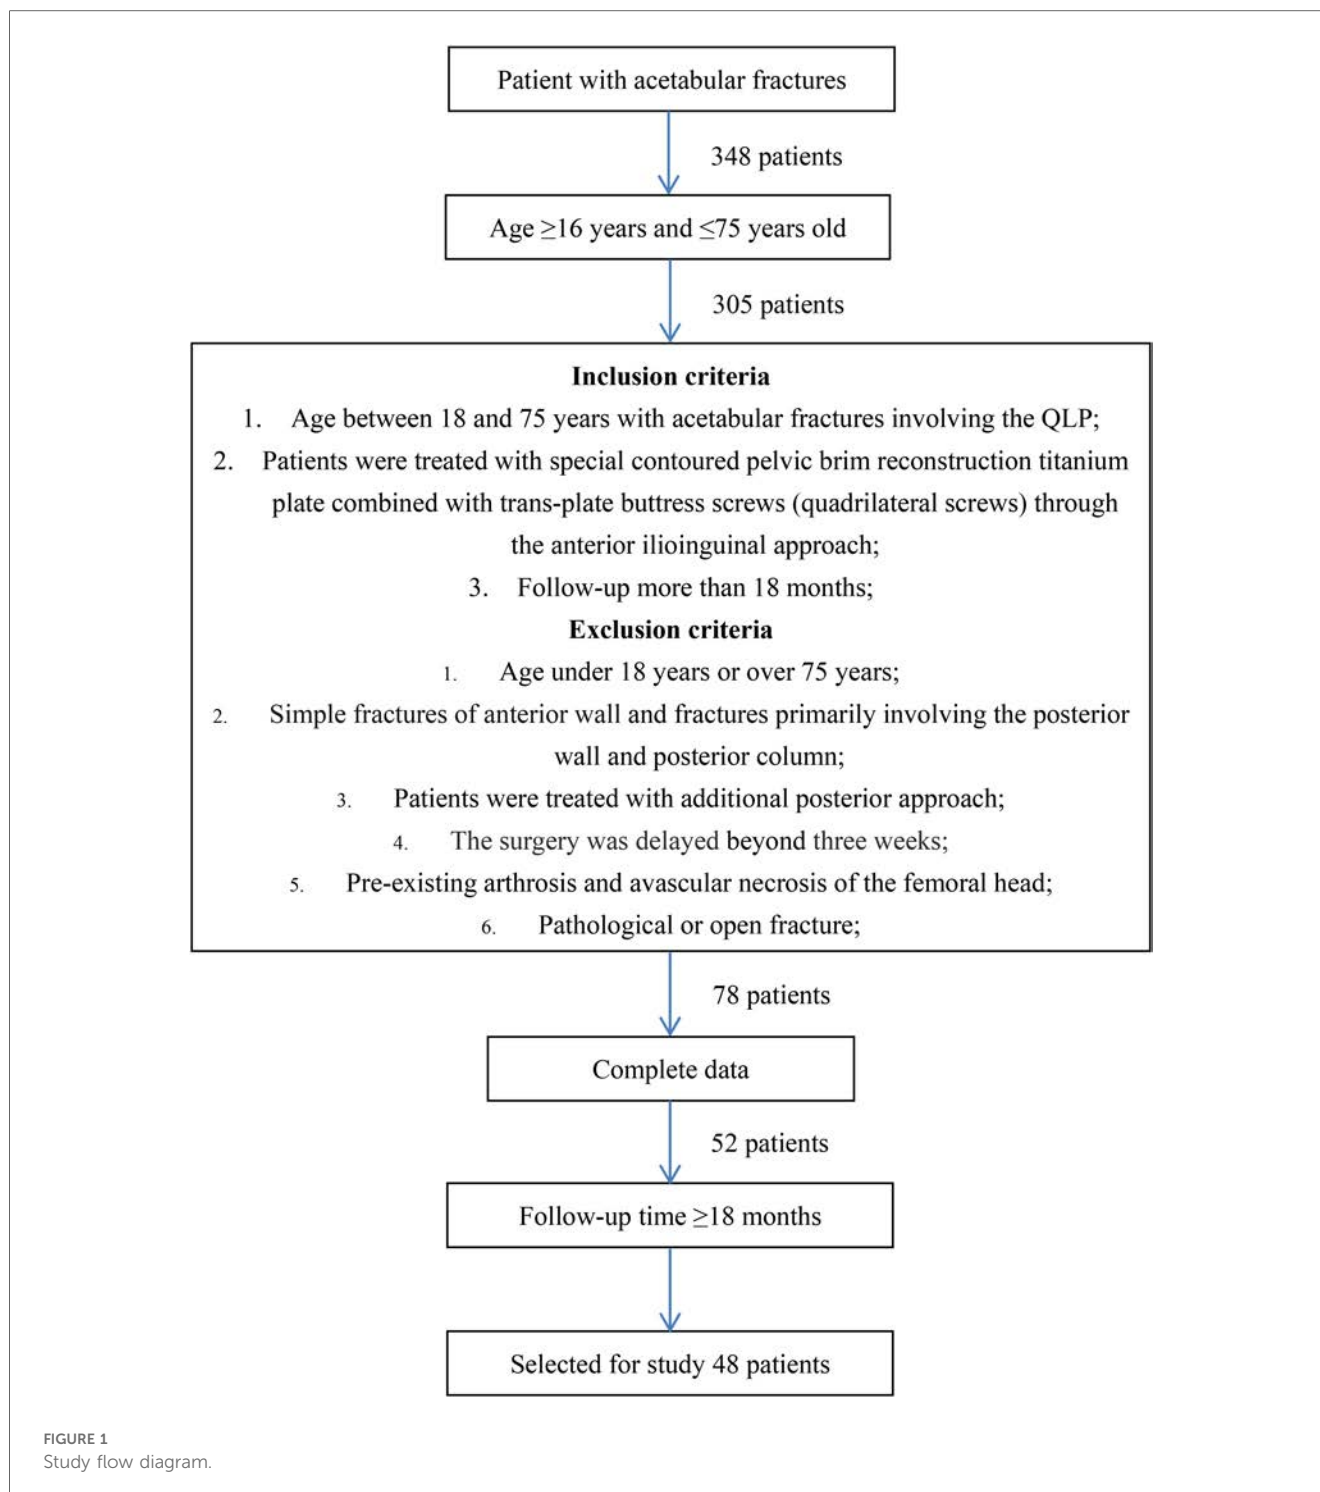 Patient with acetabular fractures
348 patients
Age ≥16 years and ≤75 years old
305 patients
Inclusion criteria
1. Age between 18 and 75 years with acetabular fractures involving the QLP;
2. Patients were treated with special contoured pelvic brim reconstruction titanium
plate combined with trans-plate buttress screws (quadrilateral screws) through
the anterior ilioinguinal approach;
3. Follow-up more than 18 months;
Exclusion criteria
1. Age under 18 years or over 75 years;
2. Simple fractures of anterior wall and fractures primarily involving the posterior
wall and posterior column;
3. Patients were treated with additional posterior approach;
4. The surgery was delayed beyond three weeks;
5. Pre-existing arthrosis and avascular necrosis of the femoral head;
6. Pathological or open fracture;
78 patients
Complete data
52 patients
Follow-up time ≥18 months
Selected for study 48 patients
FIGURE 1
Study flow diagram.